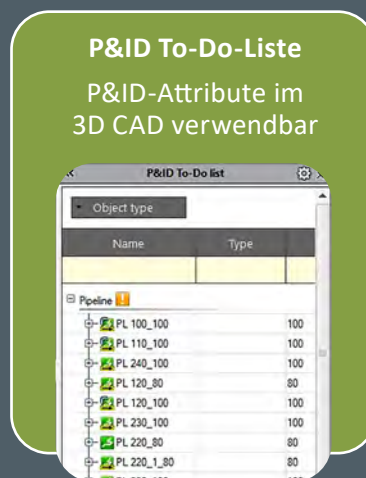 P&ID To-Do-Liste
P&ID-Attribute im
3D CAD verwendbar
P&ID To-Do list
Object type
Name Type
Pipeline
PL 100_100 100
PL 110_100 100
PL 240_100 100
PL 120_80 80
PL 120_100 100
PL 230_100 100
PL 220_80 80
PL 220_1_80 80